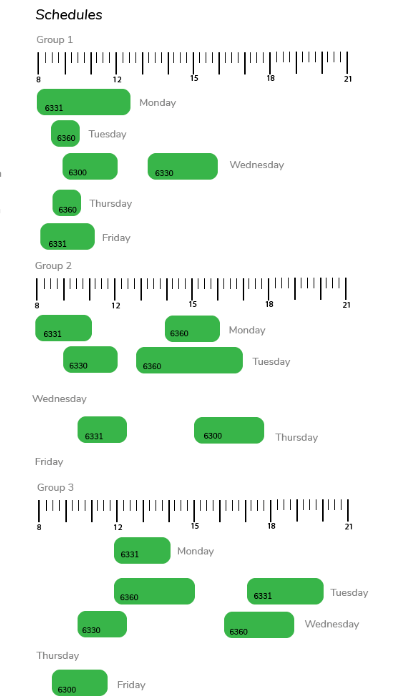 Schedules
Group 1
8 12 15 18 21
6331 Monday
6360 Tuesday
6300 6330 Wednesday
6360 Thursday
6331 Friday
Group 2
8 12 15 18 21
6331 6360 Monday
6330 6360 Tuesday
Wednesday
6331 6300 Thursday
Friday
Group 3
8 12 15 18 21
6331 Monday
6360 6331 Tuesday
6330 6360 Wednesday
Thursday
6300 Friday